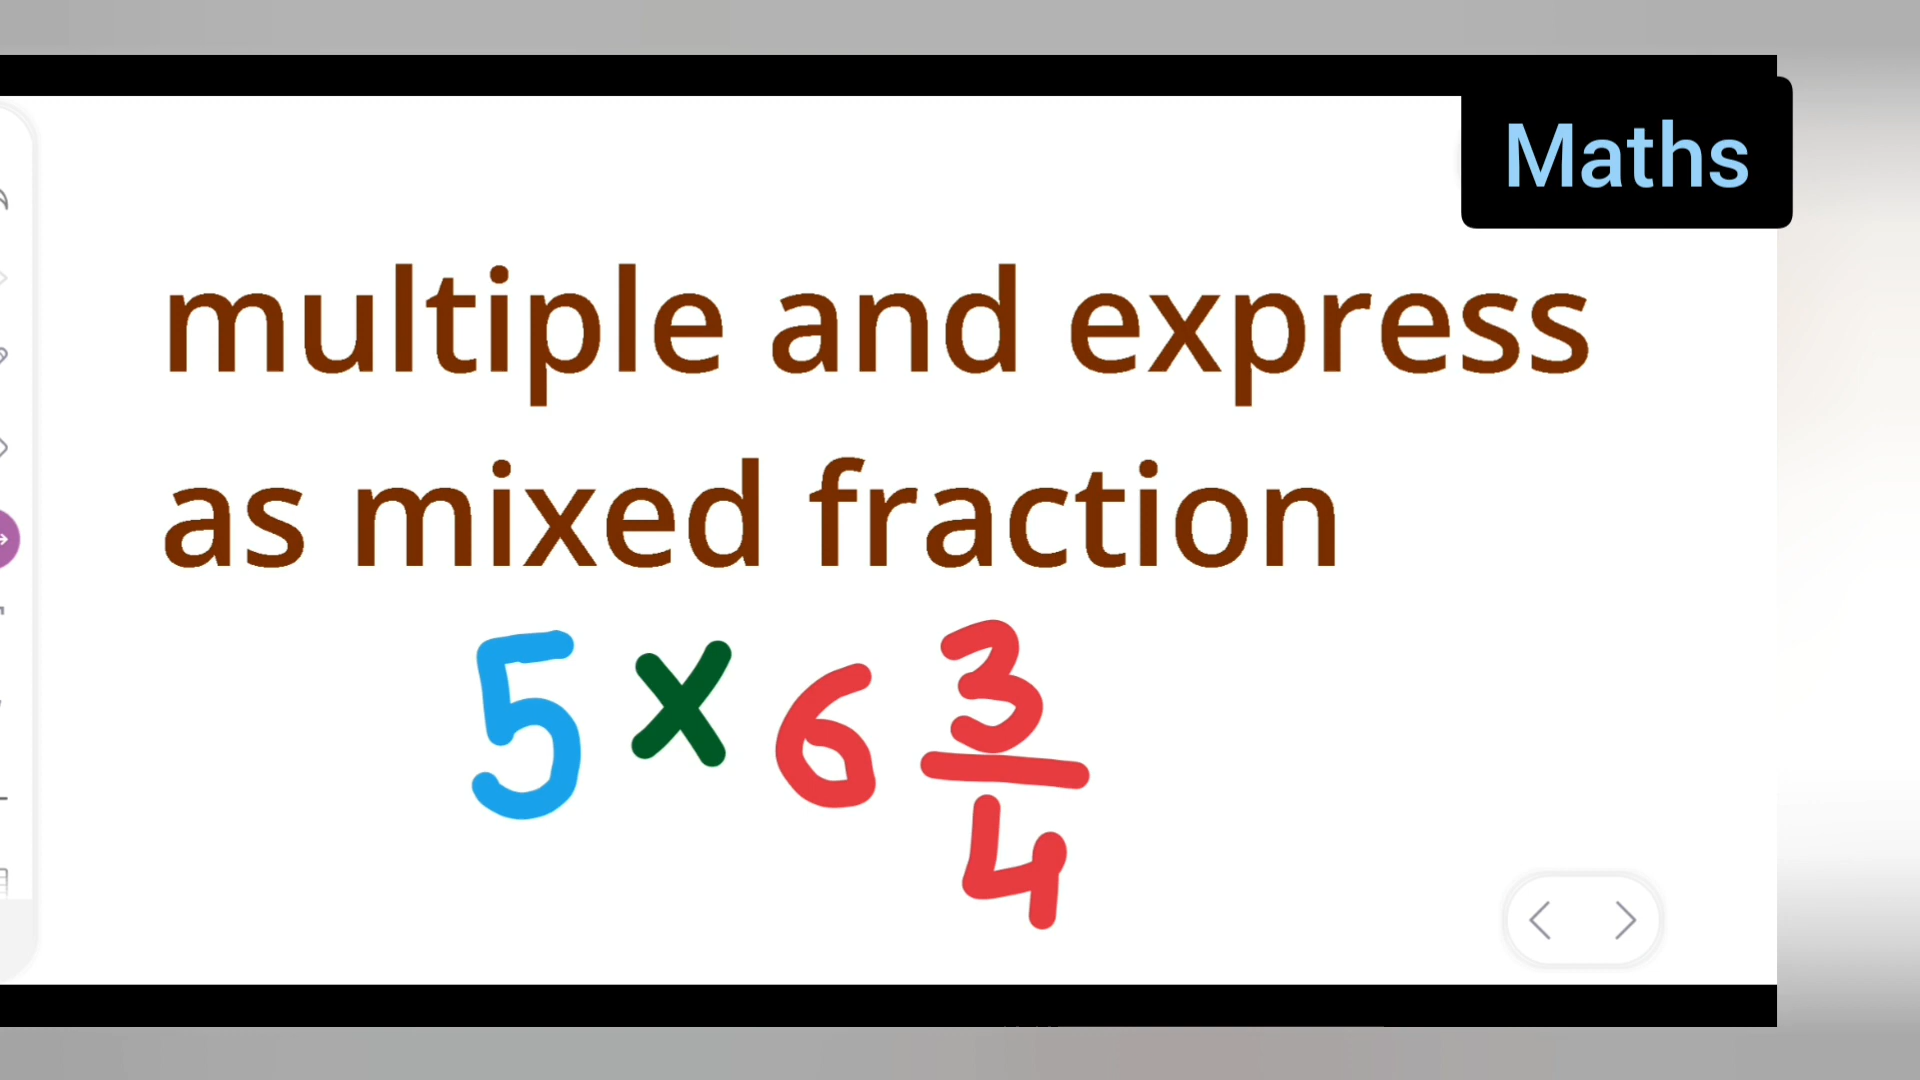 Maths
multiple and express
as mixed fraction
5 x 6 3/4